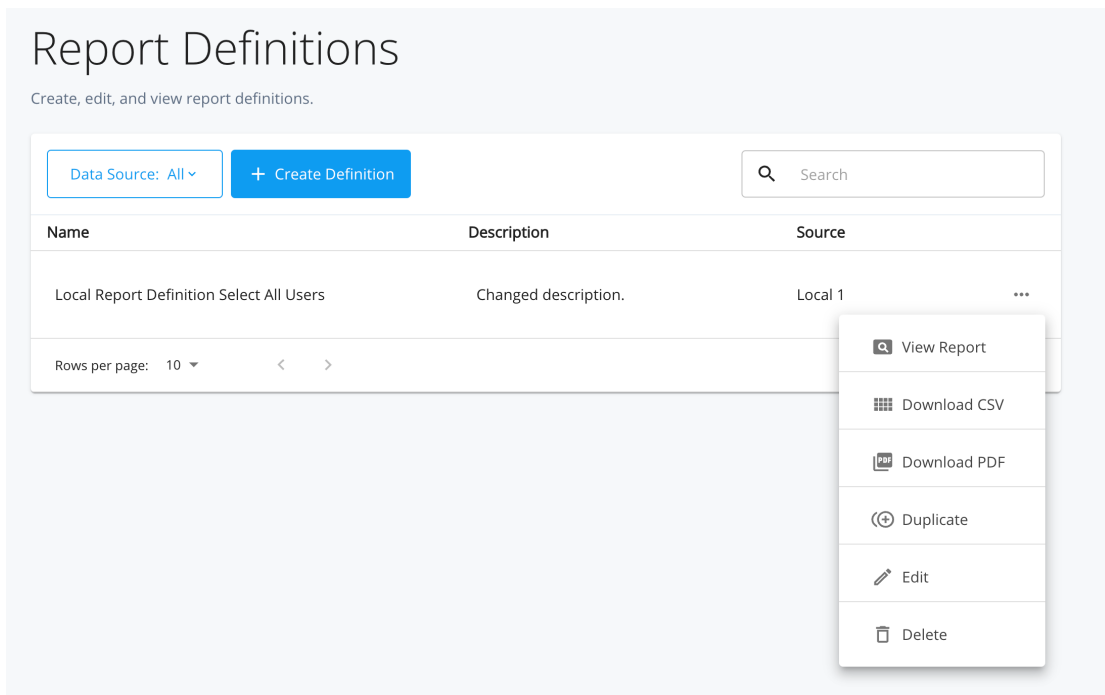 Report Definitions
Create, edit, and view report definitions.
Data Source: All
Create Definition
Search
Name Description Source
Local Report Definition Select All Users Changed description. Local 1
Rows per page: 10
View Report
Download CSV
PDF Download PDF
Duplicate
Edit
Delete